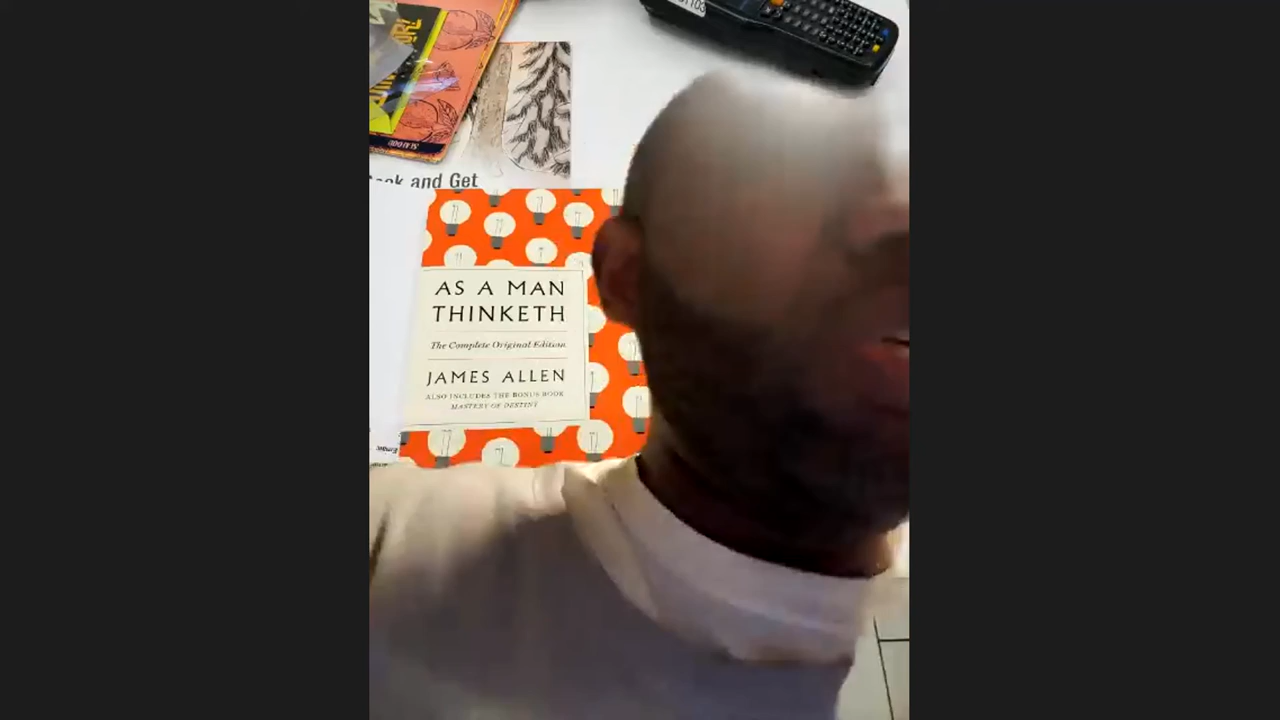 SEAFOOD
and Get
AS A MAN
THINKETH
The Complete Original Edition
JAMES ALLEN
ALSO INCLUDES THE BONUS BOOK
MASTERY OF DESTINY